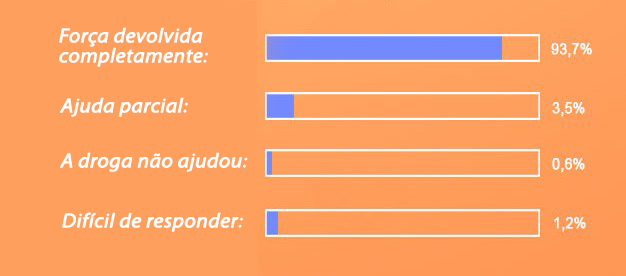 Força devolvida
completamente:
93,7%
Ajuda parcial:
3,5%
A droga não ajudou:
0,6%
Difícil de responder:
1,2%